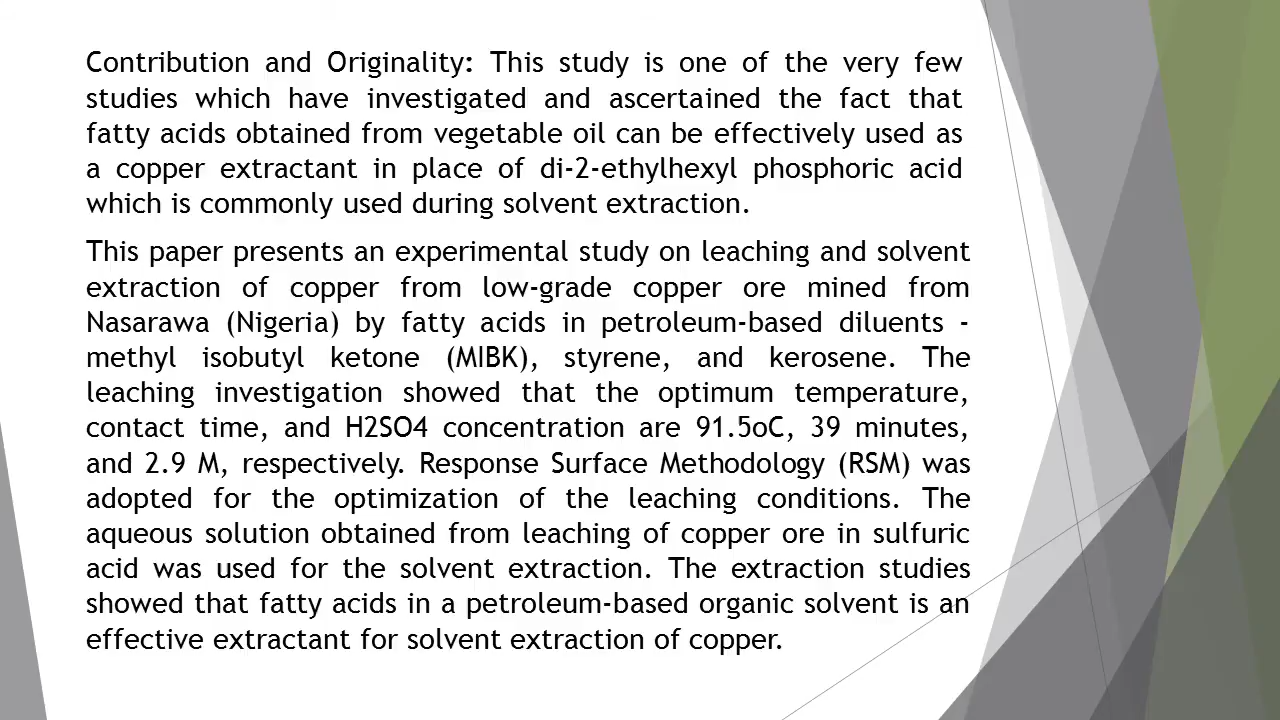 Contribution and Originality: This study is one of the very few
studies which have investigated and ascertained the fact that
fatty acids obtained from vegetable oil can be effectively used as
a copper extractant in place of di-2-ethylhexyl phosphoric acid
which is commonly used during solvent extraction.
This paper presents an experimental study on leaching and solvent
extraction of copper from low-grade copper ore mined from
Nasarawa (Nigeria) by fatty acids in petroleum-based diluents -
methyl isobutyl ketone (MIBK), styrene, and kerosene. The
leaching investigation showed that the optimum temperature,
contact time, and H2SO4 concentration are 91.5oC, 39 minutes,
and 2.9 M, respectively. Response Surface Methodology (RSM) was
adopted for the optimization of the leaching conditions. The
aqueous solution obtained from leaching of copper ore in sulfuric
acid was used for the solvent extraction. The extraction studies
showed that fatty acids in a petroleum-based organic solvent is an
effective extractant for solvent extraction of copper.